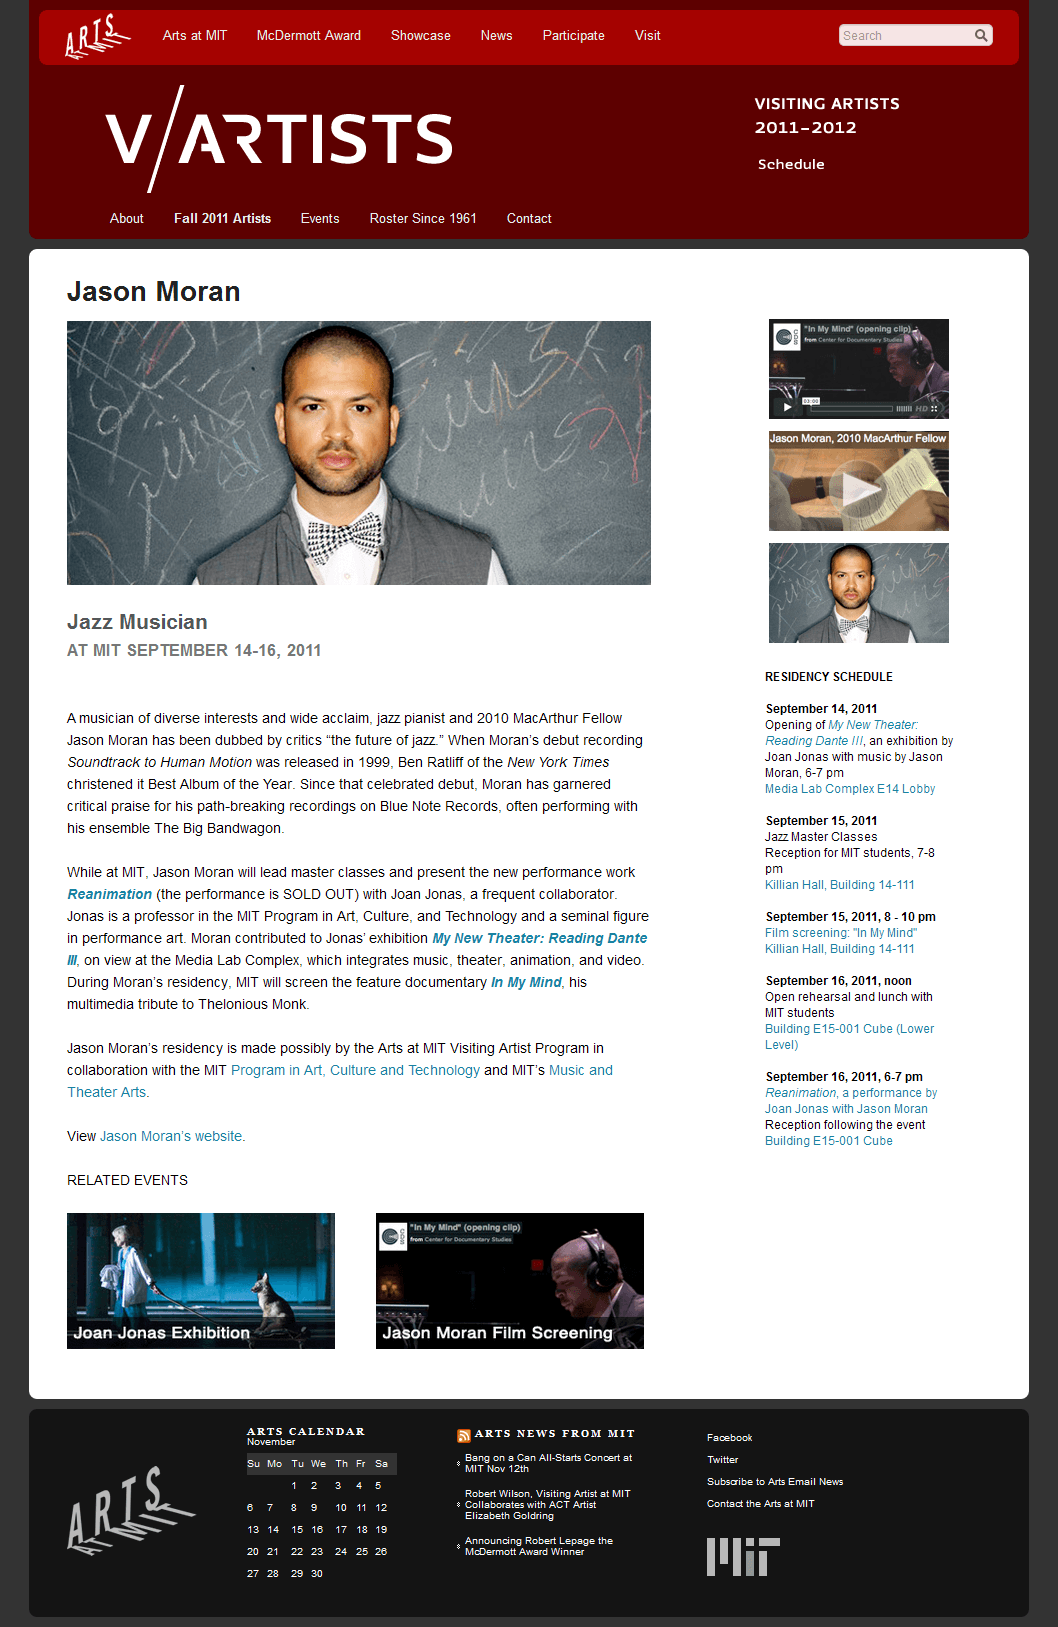 ARTS
Arts at MIT
McDermott Award
Showcase
News
Participate
Visit
Search
V/ARTISTS
VISITING ARTISTS
2011-2012
Schedule
About
Fall 2011 Artists
Events
Roster Since 1961
Contact
Jason Moran
Jazz Musician
AT MIT SEPTEMBER 14-16, 2011
A musician of diverse interests and wide acclaim, jazz pianist and 2010 MacArthur Fellow
Jason Moran has been dubbed by critics “the future of jazz.” When Moran’s debut recording
Soundtrack to Human Motion was released in 1999, Ben Ratliff of the New York Times
christened it Best Album of the Year. Since that celebrated debut, Moran has garnered
critical praise for his path-breaking recordings on Blue Note Records, often performing with
his ensemble The Big Bandwagon.
While at MIT, Jason Moran will lead master classes and present the new performance work
Reanimation (the performance is SOLD OUT) with Joan Jonas, a frequent collaborator.
Jonas is a professor in the MIT Program in Art, Culture, and Technology and a seminal figure
in performance art. Moran contributed to Jonas’ exhibition My New Theater: Reading Dante
III, on view at the Media Lab Complex, which integrates music, theater, animation, and video.
During Moran’s residency, MIT will screen the feature documentary In My Mind, his
multimedia tribute to Thelonious Monk.
Jason Moran’s residency is made possibly by the Arts at MIT Visiting Artist Program in
collaboration with the MIT Program in Art, Culture and Technology and MIT’s Music and
Theater Arts.
View Jason Moran’s website.
RELATED EVENTS
Joan Jonas Exhibition
"In My Mind" (opening clip)
from Center for Documentary Studies
Jason Moran Film Screening
"In My Mind" (opening clip)
from Center for Documentary Studies
03:00
HD
Jason Moran, 2010 MacArthur Fellow
RESIDENCY SCHEDULE
September 14, 2011
Opening of My New Theater:
Reading Dante III, an exhibition by
Joan Jonas with music by Jason
Moran, 6-7 pm
Media Lab Complex E14 Lobby
September 15, 2011
Jazz Master Classes
Reception for MIT students, 7-8
pm
Killian Hall, Building 14-111
September 15, 2011, 8 - 10 pm
Film screening: "In My Mind"
Killian Hall, Building 14-111
September 16, 2011, noon
Open rehearsal and lunch with
MIT students
Building E15-001 Cube (Lower
Level)
September 16, 2011, 6-7 pm
Reanimation, a performance by
Joan Jonas with Jason Moran
Reception following the event
Building E15-001 Cube
ARTS
ARTS CALENDAR
November
Su Mo Tu We Th Fr Sa
1 2 3 4 5
6 7 8 9 10 11 12
13 14 15 16 17 18 19
20 21 22 23 24 25 26
27 28 29 30
ARTS NEWS FROM MIT
Bang on a Can All-Starts Concert at
MIT Nov 12th
Robert Wilson, Visiting Artist at MIT
Collaborates with ACT Artist
Elizabeth Goldring
Announcing Robert Lepage the
McDermott Award Winner
Facebook
Twitter
Subscribe to Arts Email News
Contact the Arts at MIT
MIT